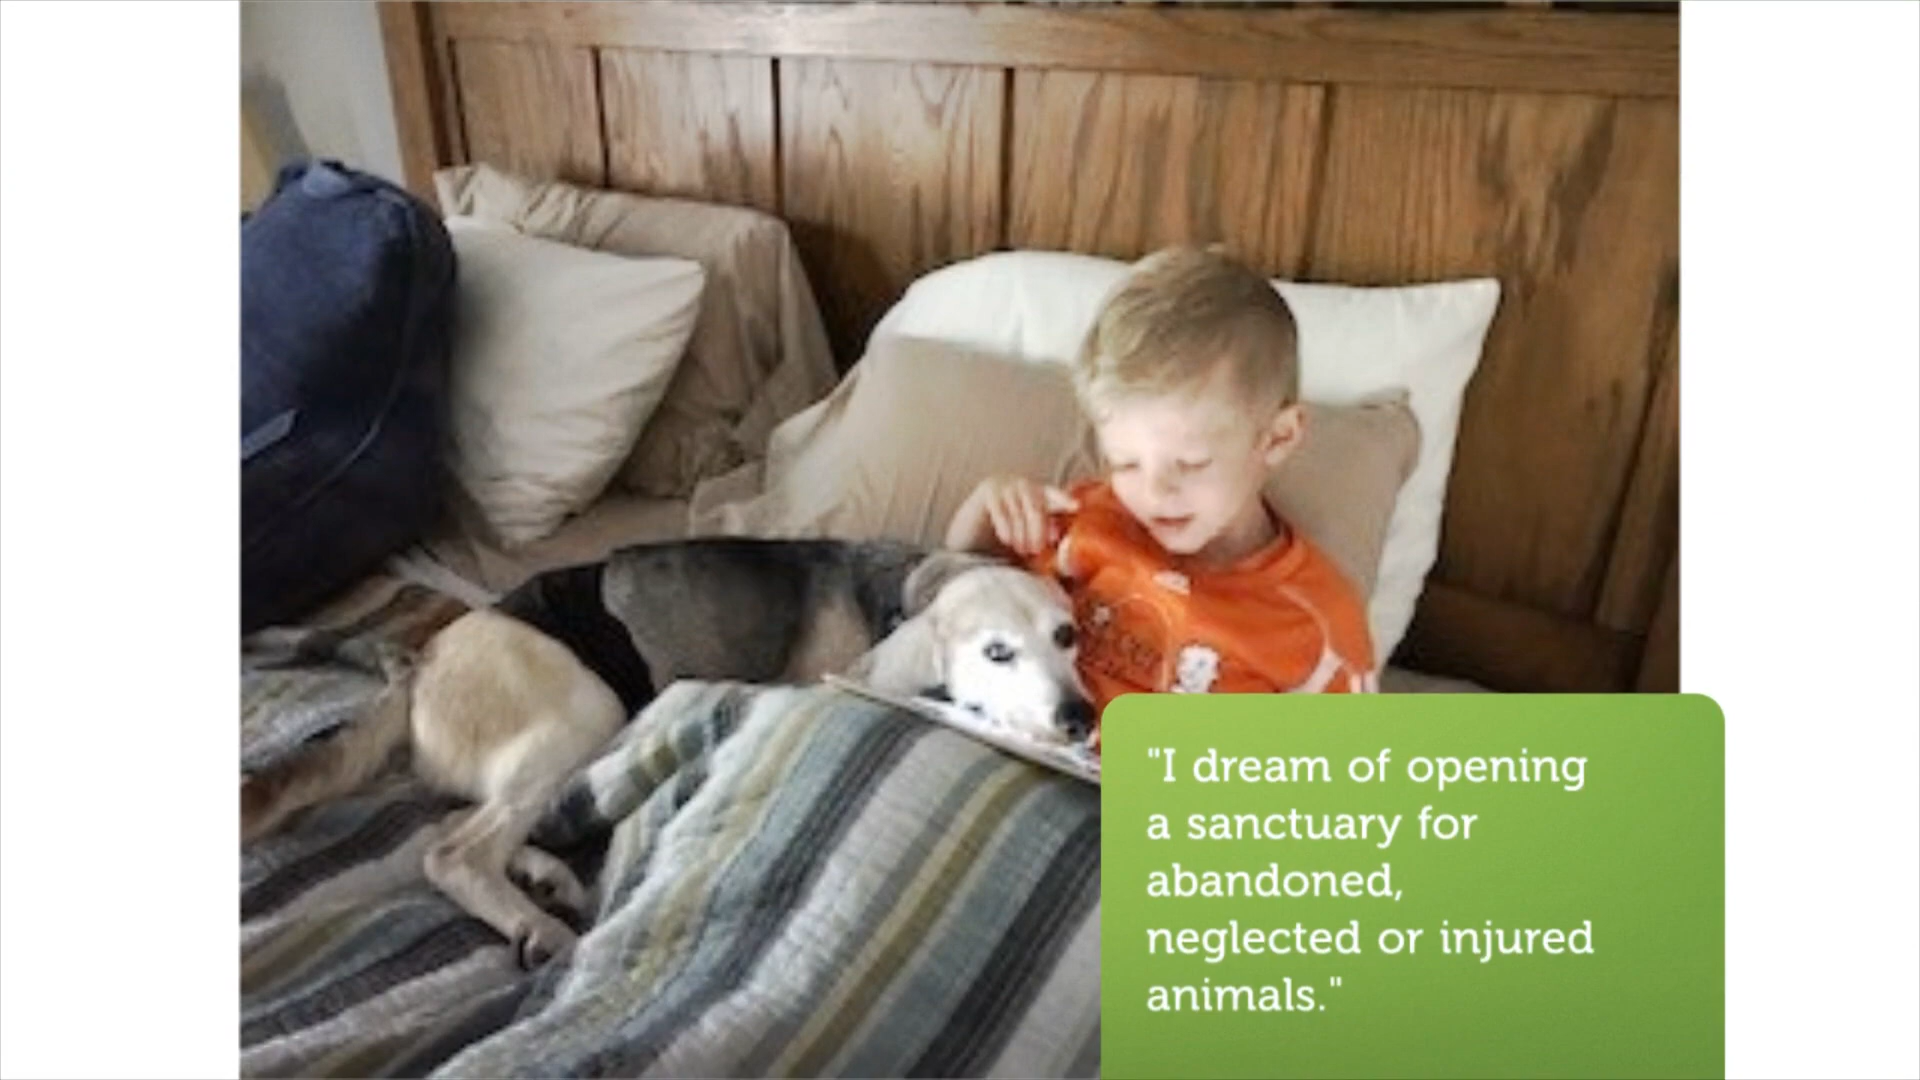 "I dream of opening
a sanctuary for
abandoned,
neglected or injured
animals."